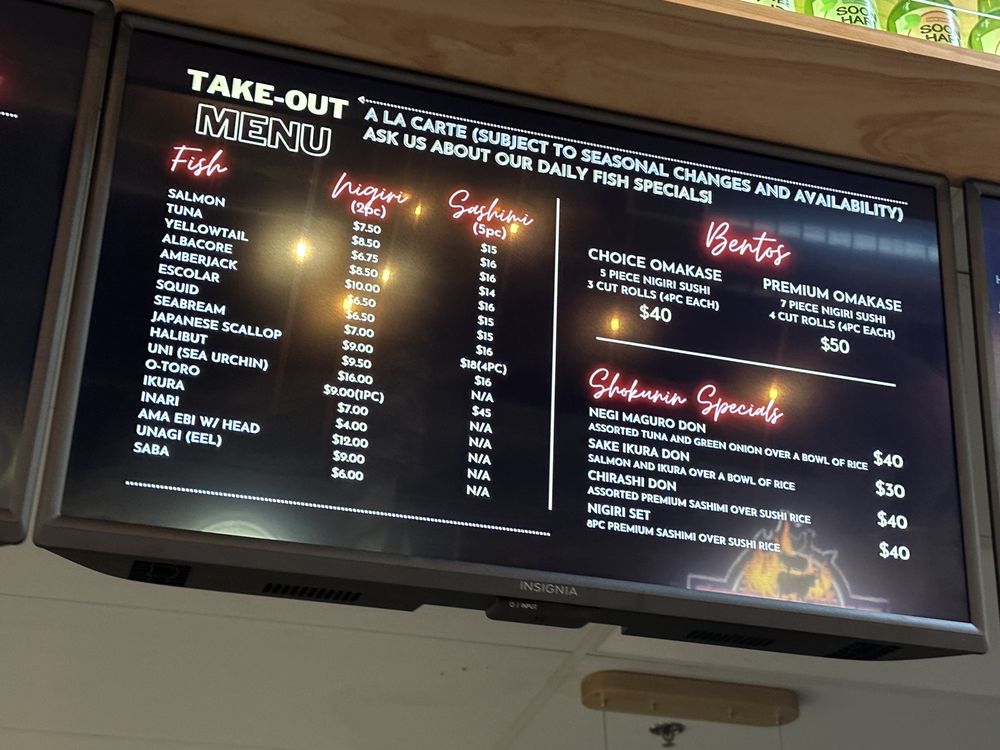 TAKE-OUT
MENU
A LA CARTE (SUBJECT TO SEASONAL CHANGES AND AVAILABILITY)
ASK US ABOUT OUR DAILY FISH SPECIALS!
Fish Nigiri (2pc) Sashimi (5pc)
SALMON $7.50 $15
TUNA $8.50 $16
YELLOWTAIL $6.75 $16
ALBACORE $8.50 $14
AMBERJACK $10.00 $16
ESCOLAR $6.50 $15
SQUID $6.50 $15
SEABREAM $7.00 $16
JAPANESE SCALLOP $9.00 $18(4PC)
HALIBUT $9.50 $16
UNI (SEA URCHIN) $16.00 N/A
O-TORO $9.00(1PC) $45
IKURA $7.00 N/A
INARI $4.00 N/A
AMA EBI W/ HEAD $12.00 N/A
UNAGI (EEL) $9.00 N/A
SABA $6.00 N/A
Bentos
CHOICE OMAKASE
5 PIECE NIGIRI SUSHI
3 CUT ROLLS (4PC EACH)
$40
PREMIUM OMAKASE
7 PIECE NIGIRI SUSHI
4 CUT ROLLS (4PC EACH)
$50
Shokunin Specials
NEGI MAGURO DON
ASSORTED TUNA AND GREEN ONION OVER A BOWL OF RICE $40
SAKE IKURA DON
SALMON AND IKURA OVER A BOWL OF RICE $30
CHIRASHI DON
ASSORTED PREMIUM SASHIMI OVER SUSHI RICE $40
NIGIRI SET
8PC PREMIUM SASHIMI OVER SUSHI RICE $40
INSIGNIA
INPUT